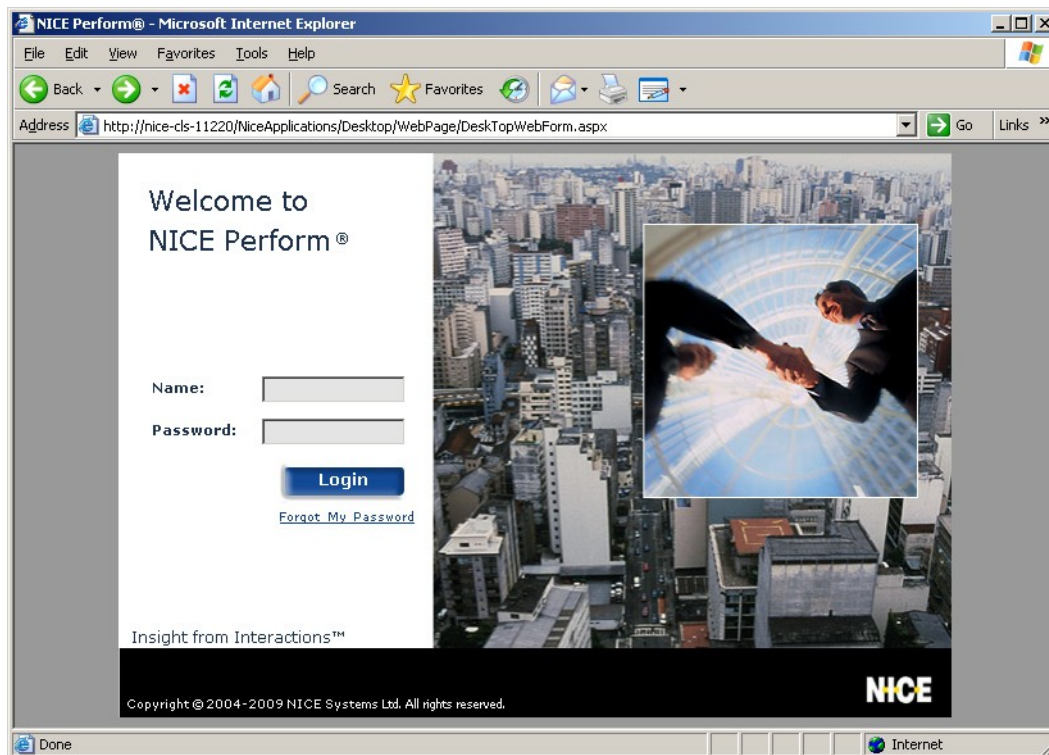 NICE Perform® - Microsoft Internet Explorer
File Edit View Favorites Tools Help
Back Search Favorites
Address http://nice-cls-11220/NiceApplications/Desktop/WebPage/DeskTopWebForm.aspx Go Links »
Welcome to
NICE Perform ®
Name:
Password:
Login
Forgot My Password
Insight from Interactions™
NICE
Copyright © 2004-2009 NICE Systems Ltd. All rights reserved.
Done Internet